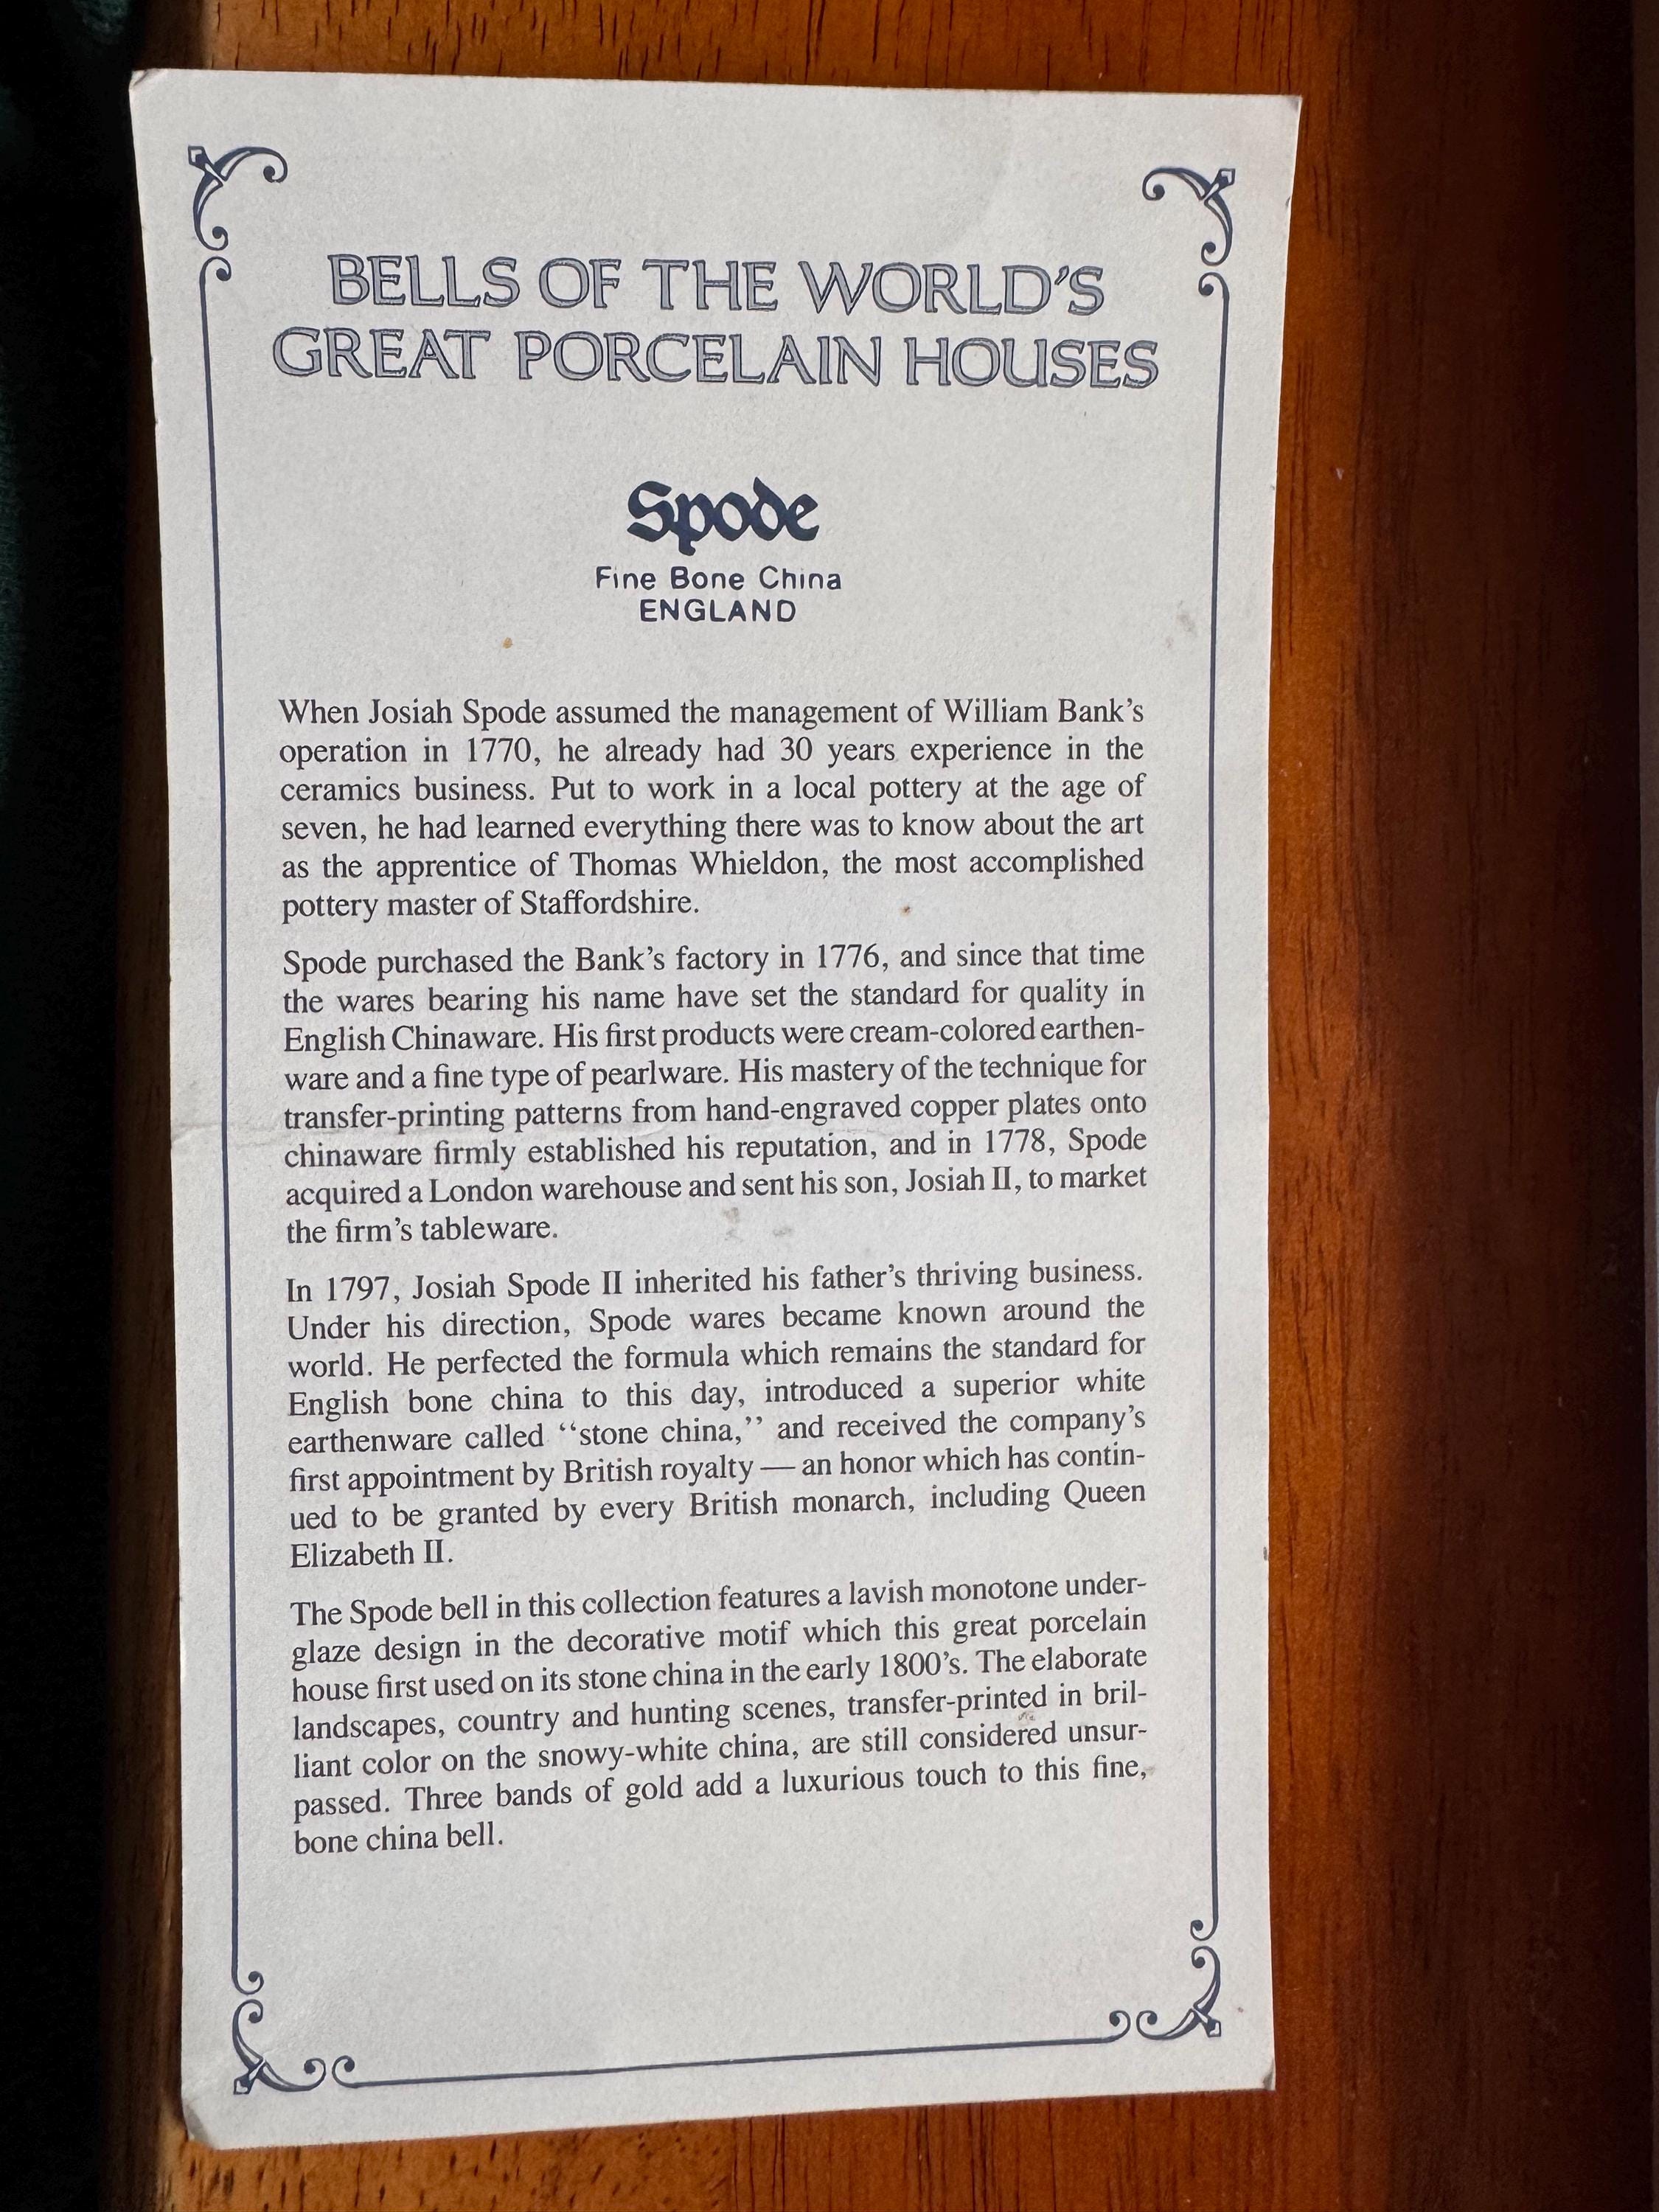 BELLS OF THE WORLD'S
GREAT PORCELAIN HOUSES
Spode
Fine Bone China
ENGLAND
When Josiah Spode assumed the management of William Bank's
operation in 1770, he already had 30 years experience in the
ceramics business. Put to work in a local pottery at the age of
seven, he had learned everything there was to know about the art
as the apprentice of Thomas Whieldon, the most accomplished
pottery master of Staffordshire.
Spode purchased the Bank's factory in 1776, and since that time
the wares bearing his name have set the standard for quality in
English Chinaware. His first products were cream-colored earthen-
ware and a fine type of pearlware. His mastery of the technique for
transfer-printing patterns from hand-engraved copper plates onto
chinaware firmly established his reputation, and in 1778, Spode
acquired a London warehouse and sent his son, Josiah II, to market
the firm's tableware.
In 1797, Josiah Spode II inherited his father's thriving business.
Under his direction, Spode wares became known around the
world. He perfected the formula which remains the standard for
English bone china to this day, introduced a superior white
earthenware called ‘‘stone china,’’ and received the company's
first appointment by British royalty — an honor which has contin-
ued to be granted by every British monarch, including Queen
Elizabeth II.
The Spode bell in this collection features a lavish monotone under-
glaze design in the decorative motif which this great porcelain
house first used on its stone china in the early 1800's. The elaborate
landscapes, country and hunting scenes, transfer-printed in bril-
liant color on the snowy-white china, are still considered unsur-
passed. Three bands of gold add a luxurious touch to this fine,
bone china bell.